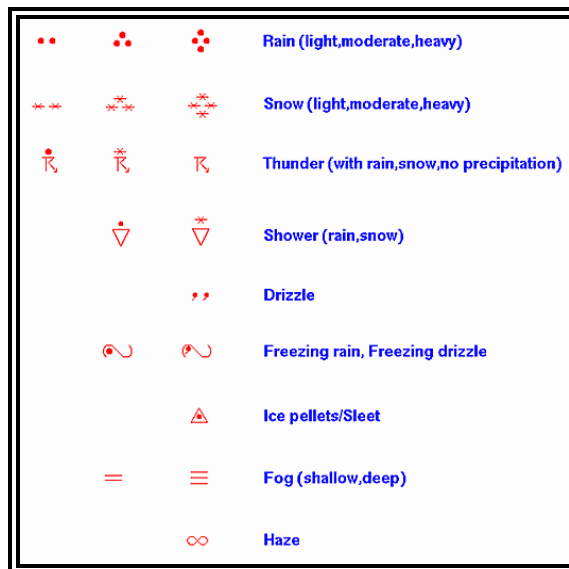 Rain (light,moderate,heavy)
Snow (light,moderate,heavy)
Thunder (with rain,snow,no precipitation)
Shower (rain,snow)
Drizzle
Freezing rain, Freezing drizzle
Ice pellets/Sleet
Fog (shallow,deep)
Haze